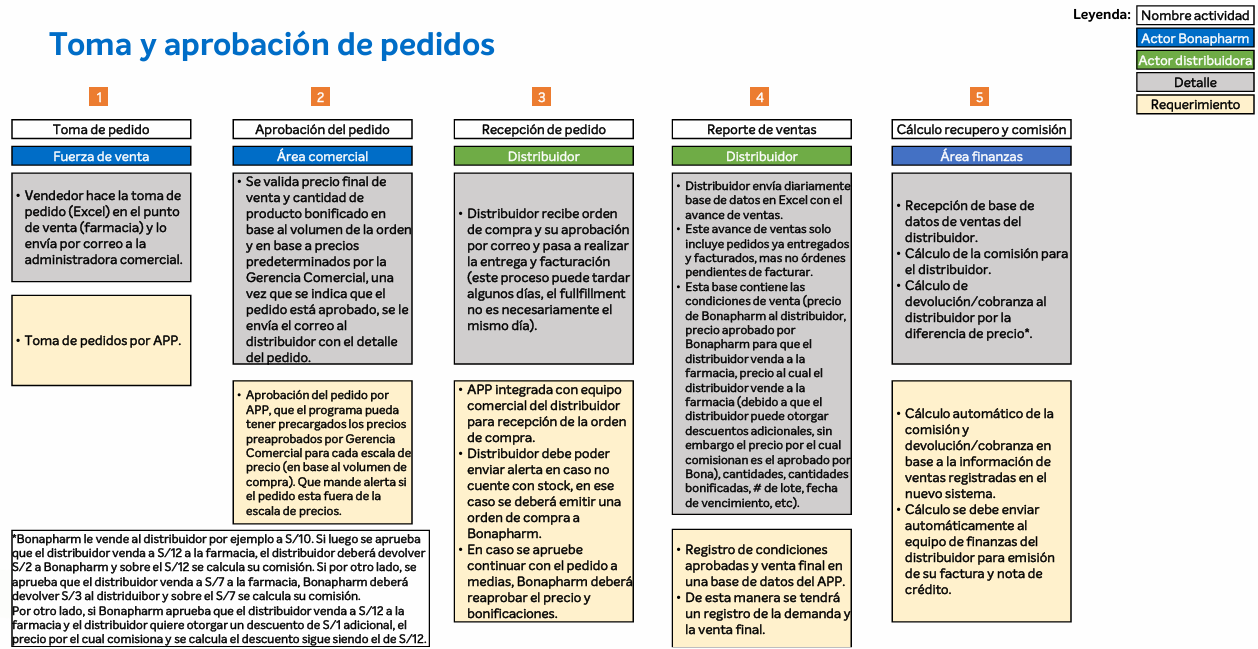 Leyenda:
Nombre actividad
Actor Bonapharm
Actor distribuidora
Detalle
Requerimiento
Toma y aprobación de pedidos
1
Toma de pedido
Fuerza de venta
• Vendedor hace la toma de
pedido (Excel) en el punto
de venta (farmacia) y lo
envía por correo a la
administradora comercial.
• Toma de pedidos por APP.
2
Aprobación del pedido
Área comercial
• Se valida precio final de
venta y cantidad de
producto bonificado en
base al volumen de la orden
y en base a precios
predeterminados por la
Gerencia Comercial, una
vez que se indica que el
pedido está aprobado, se le
envía el correo al
distribuidor con el detalle
del pedido.
• Aprobación del pedido por
APP, que el programa pueda
tener precargados los precios
preaprobados por Gerencia
Comercial para cada escala de
precio (en base al volumen de
compra). Que mande alerta si
el pedido esta fuera de la
escala de precios.
3
Recepción de pedido
Distribuidor
• Distribuidor recibe orden
de compra y su aprobación
por correo y pasa a realizar
la entrega y facturación
(este proceso puede tardar
algunos días, el fullfillment
no es necesariamente el
mismo día).
• APP integrada con equipo
comercial del distribuidor
para recepción de la orden
de compra.
• Distribuidor debe poder
enviar alerta en caso no
cuente con stock, en ese
caso se deberá emitir una
orden de compra a
Bonapharm.
• En caso se apruebe
continuar con el pedido a
medias, Bonapharm deberá
reaprobar el precio y
bonificaciones.
4
Reporte de ventas
Distribuidor
• Distribuidor envía diariamente
base de datos en Excel con el
avance de ventas.
• Este avance de ventas solo
incluye pedidos ya entregados
y facturados, mas no órdenes
pendientes de facturar.
• Esta base contiene las
condiciones de venta (precio
de Bonapharm al distribuidor,
precio aprobado por
Bonapharm para que el
distribuidor venda a la
farmacia, precio al cual el
distribuidor vende a la
farmacia (debido a que el
distribuidor puede otorgar
descuentos adicionales, sin
embargo el precio por el cual
comisionan es el aprobado por
Bona), cantidades, cantidades
bonificadas, # de lote, fecha
de vencimiento, etc).
• Registro de condiciones
aprobadas y venta final en
una base de datos del APP.
• De esta manera se tendrá
un registro de la demanda y
la venta final.
5
Cálculo recupero y comisión
Área finanzas
• Recepción de base de
datos de ventas del
distribuidor.
• Cálculo de la comisión para
el distribuidor.
• Cálculo de
devolución/cobranza al
distribuidor por la
diferencia de precio*.
• Cálculo automático de la
comisión y
devolución/cobranza en
base a la información de
ventas registradas en el
nuevo sistema.
• Cálculo se debe enviar
automáticamente al
equipo de finanzas del
distribuidor para emisión
de su factura y nota de
crédito.
*Bonapharm le vende al distribuidor por ejemplo a S/10. Si luego se aprueba
que el distribuidor venda a S/12 a la farmacia, el distribuidor deberá devolver
S/2 a Bonapharm y sobre el S/12 se calcula su comisión. Si por otro lado, se
aprueba que el distribuidor venda a S/7 a la farmacia, Bonapharm deberá
devolver S/3 al distriduibor y sobre el S/7 se calcula su comisión.
Por otro lado, si Bonapharm aprueba que el distribuidor venda a S/12 a la
farmacia y el distribuidor quiere otorgar un descuento de S/1 adicional, el
precio por el cual comisiona y se calcula el descuento sigue siendo el de S/12.